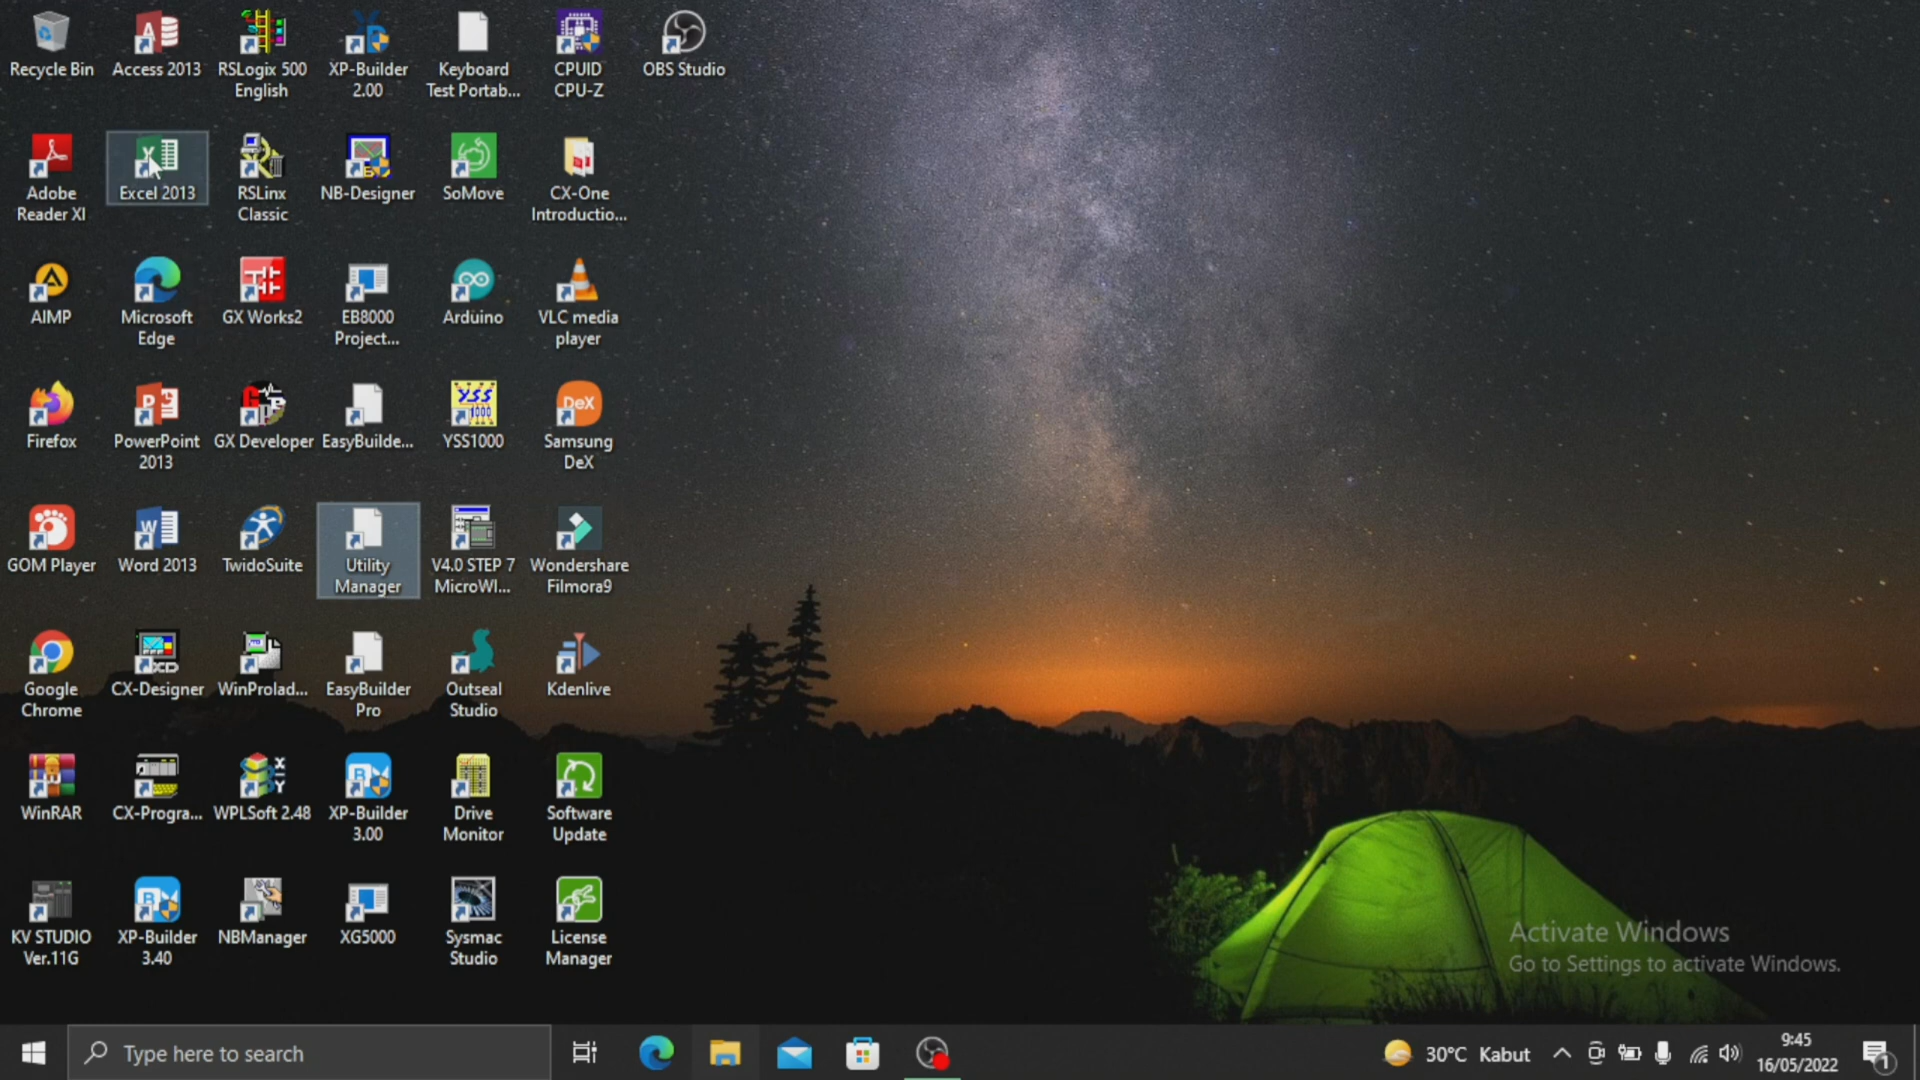 Recycle Bin
Access 2013
RSLogix 500
English
XP-Builder
2.00
Keyboard
Test Portab...
CPUID
CPU-Z
OBS Studio
Adobe
Reader XI
Excel 2013
RSLinx
Classic
NB-Designer
SoMove
CX-One
Introductio...
AIMP
Microsoft
Edge
GX Works2
EB8000
Project...
Arduino
VLC media
player
Firefox
PowerPoint
2013
GX Developer
EasyBuilde...
YSS1000
Samsung
DeX
GOM Player
Word 2013
TwidoSuite
Utility
Manager
V4.0 STEP 7
MicroWI...
Wondershare
Filmora9
Google
Chrome
CX-Designer
WinProlad...
EasyBuilder
Pro
Outseal
Studio
Kdenlive
WinRAR
CX-Progra...
WPLSoft 2.48
XP-Builder
3.00
Drive
Monitor
Software
Update
KV STUDIO
Ver.11G
XP-Builder
3.40
NBManager
XG5000
Sysmac
Studio
License
Manager
Activate Windows
Go to Settings to activate Windows.
Type here to search
30°C Kabut
9:45
16/05/2022
1